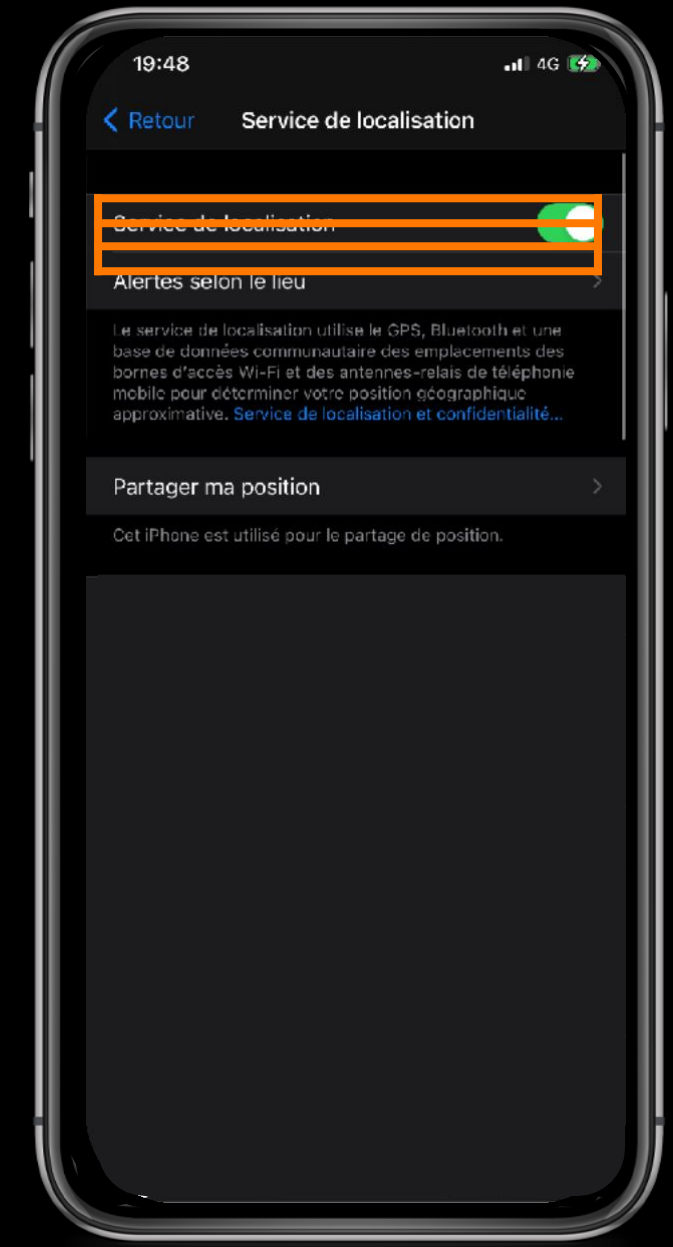 19:48
4G
Retour
Service de localisation
Service de localisation
Alertes selon le lieu
Le service de localisation utilise le GPS, Bluetooth et une
base de données communautaire des emplacements des
bornes d'accès Wi-Fi et des antennes-relais de téléphonie
mobile pour déterminer votre position géographique
approximative. Service de localisation et confidentialité...
Partager ma position
Cet iPhone est utilisé pour le partage de position.